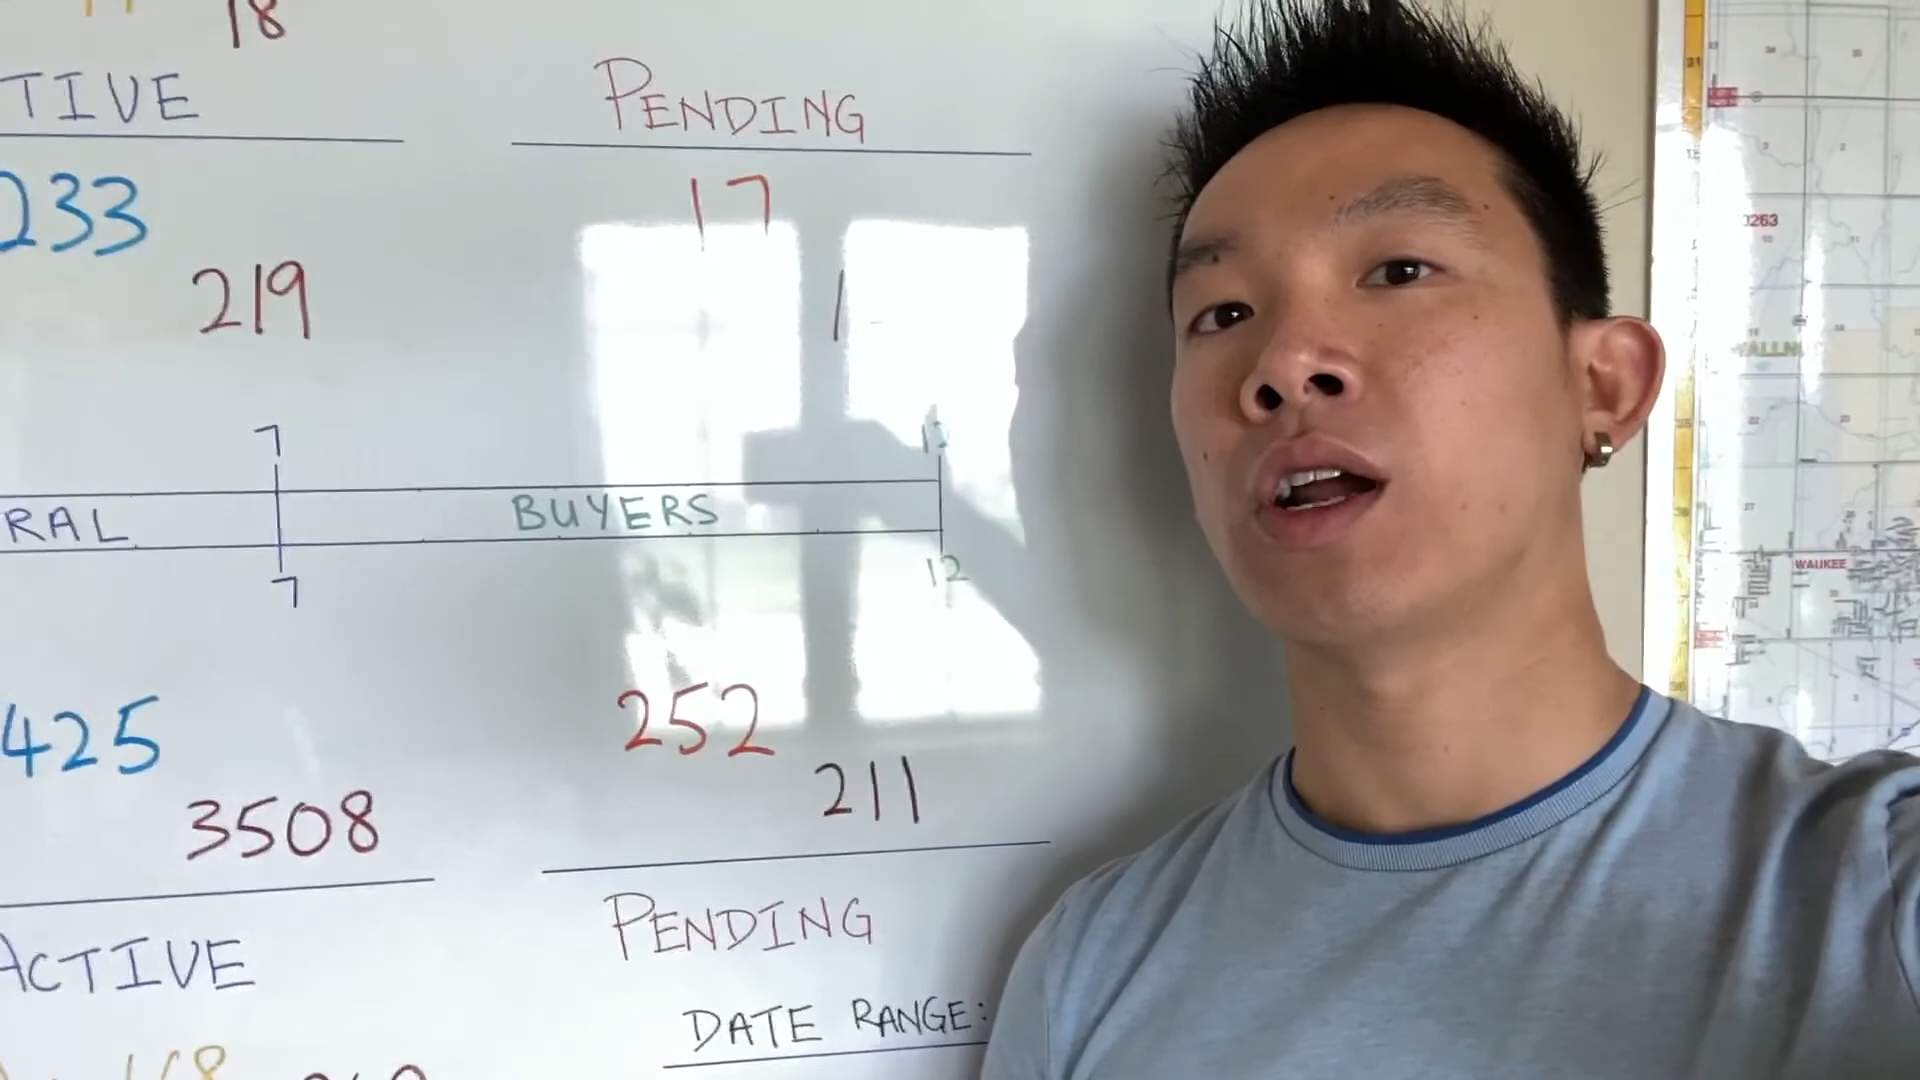 18
TIVE PENDING
233 17
219
7
RAL BUYERS
7 12
425 252
3508 211
ACTIVE PENDING
DATE RANGE:
WAUKEE